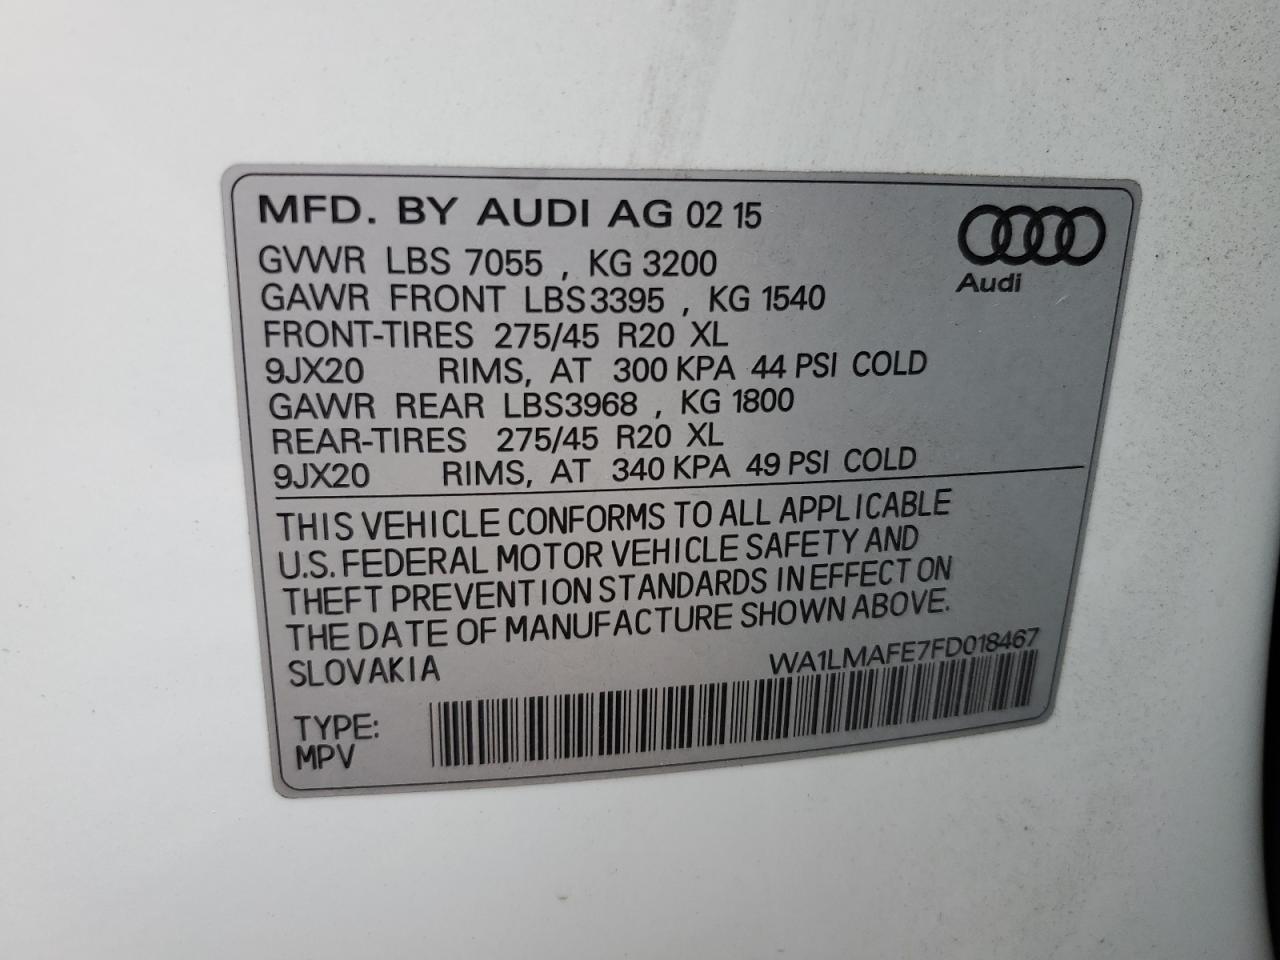 MFD. BY AUDI AG 02 15
Audi
GVWR LBS 7055 , KG 3200
GAWR FRONT LBS3395 , KG 1540
FRONT-TIRES 275/45 R20 XL
9JX20 RIMS, AT 300 KPA 44 PSI COLD
GAWR REAR LBS3968 , KG 1800
REAR-TIRES 275/45 R20 XL
9JX20 RIMS, AT 340 KPA 49 PSI COLD
THIS VEHICLE CONFORMS TO ALL APPLICABLE
U.S. FEDERAL MOTOR VEHICLE SAFETY AND
THEFT PREVENTION STANDARDS IN EFFECT ON
THE DATE OF MANUFACTURE SHOWN ABOVE.
SLOVAKIA
WA1LMAFE7FD018467
TYPE:
MPV